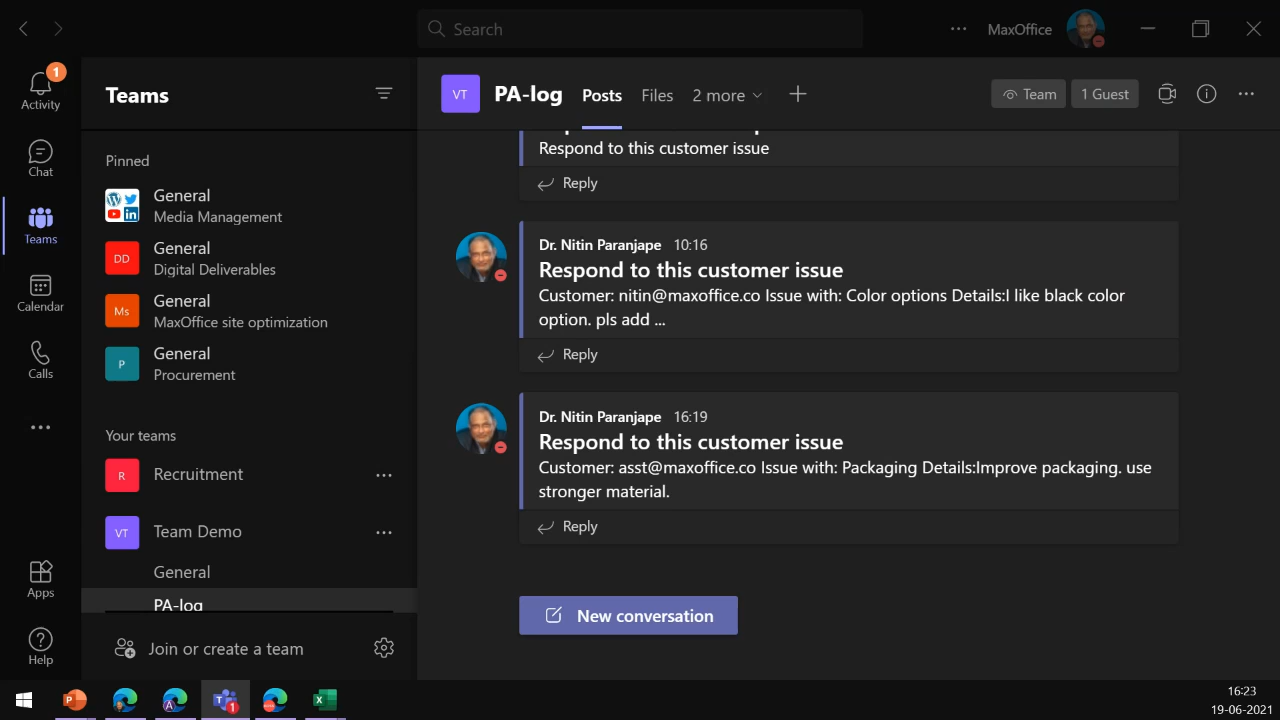 Search
MaxOffice
1
Activity
Chat
Teams
Calendar
Calls
Apps
Help
Teams
Pinned
General
Media Management
DD
General
Digital Deliverables
Ms
General
MaxOffice site optimization
P
General
Procurement
Your teams
R
Recruitment
VT
Team Demo
General
PA-log
Join or create a team
VT
PA-log
Posts
Files
2 more
Team
1 Guest
Respond to this customer issue
Reply
Dr. Nitin Paranjape 10:16
Respond to this customer issue
Customer: nitin@maxoffice.co Issue with: Color options Details:I like black color
option. pls add ...
Reply
Dr. Nitin Paranjape 16:19
Respond to this customer issue
Customer: asst@maxoffice.co Issue with: Packaging Details:Improve packaging. use
stronger material.
Reply
New conversation
16:23
19-06-2021